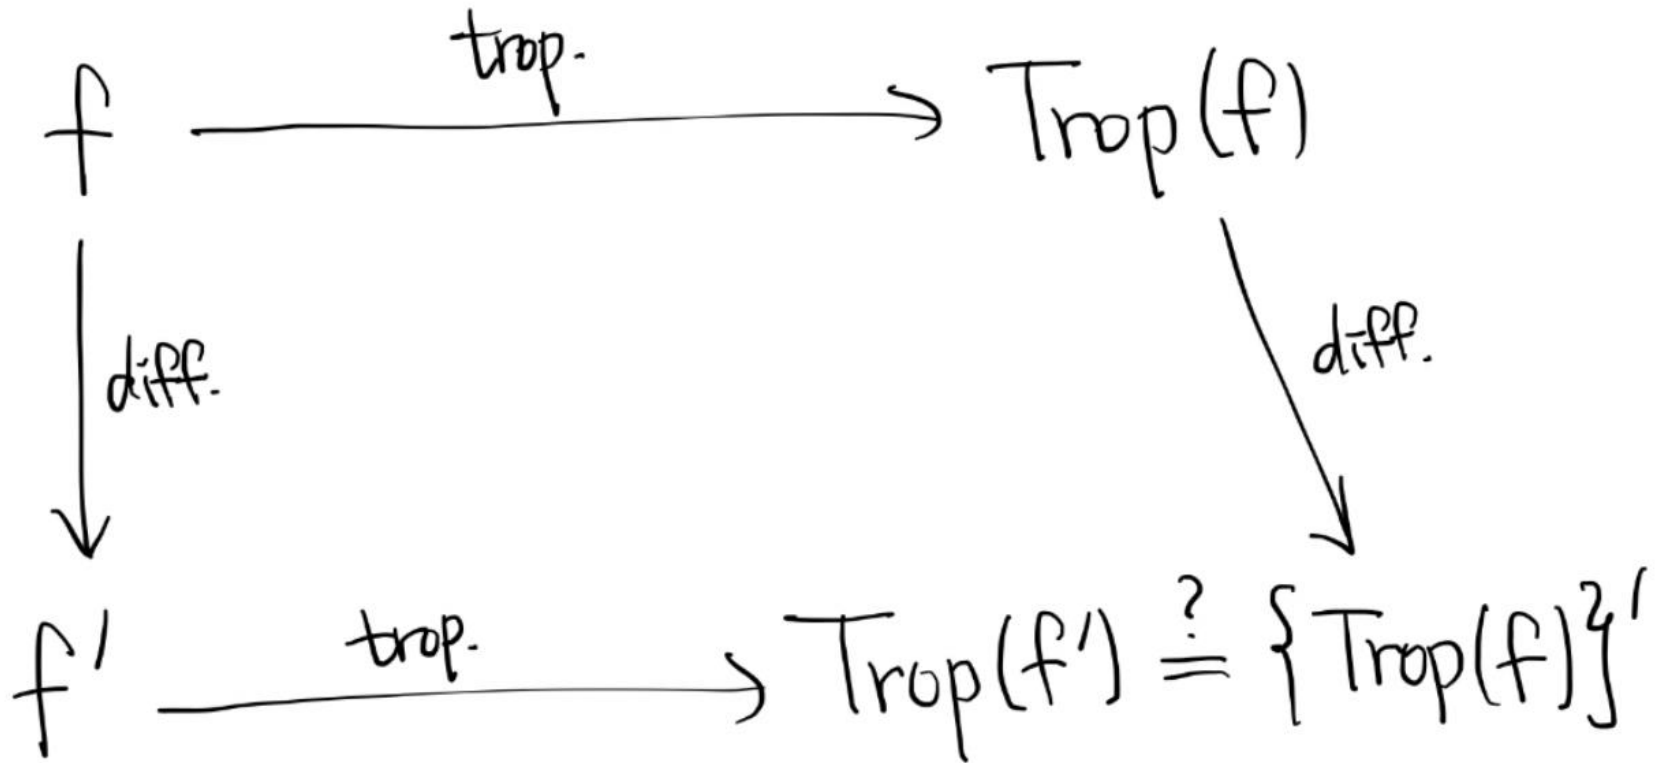 trop.
f Trop(f)
diff. diff.
trop.
f' Trop(f') ?= {Trop(f)}'